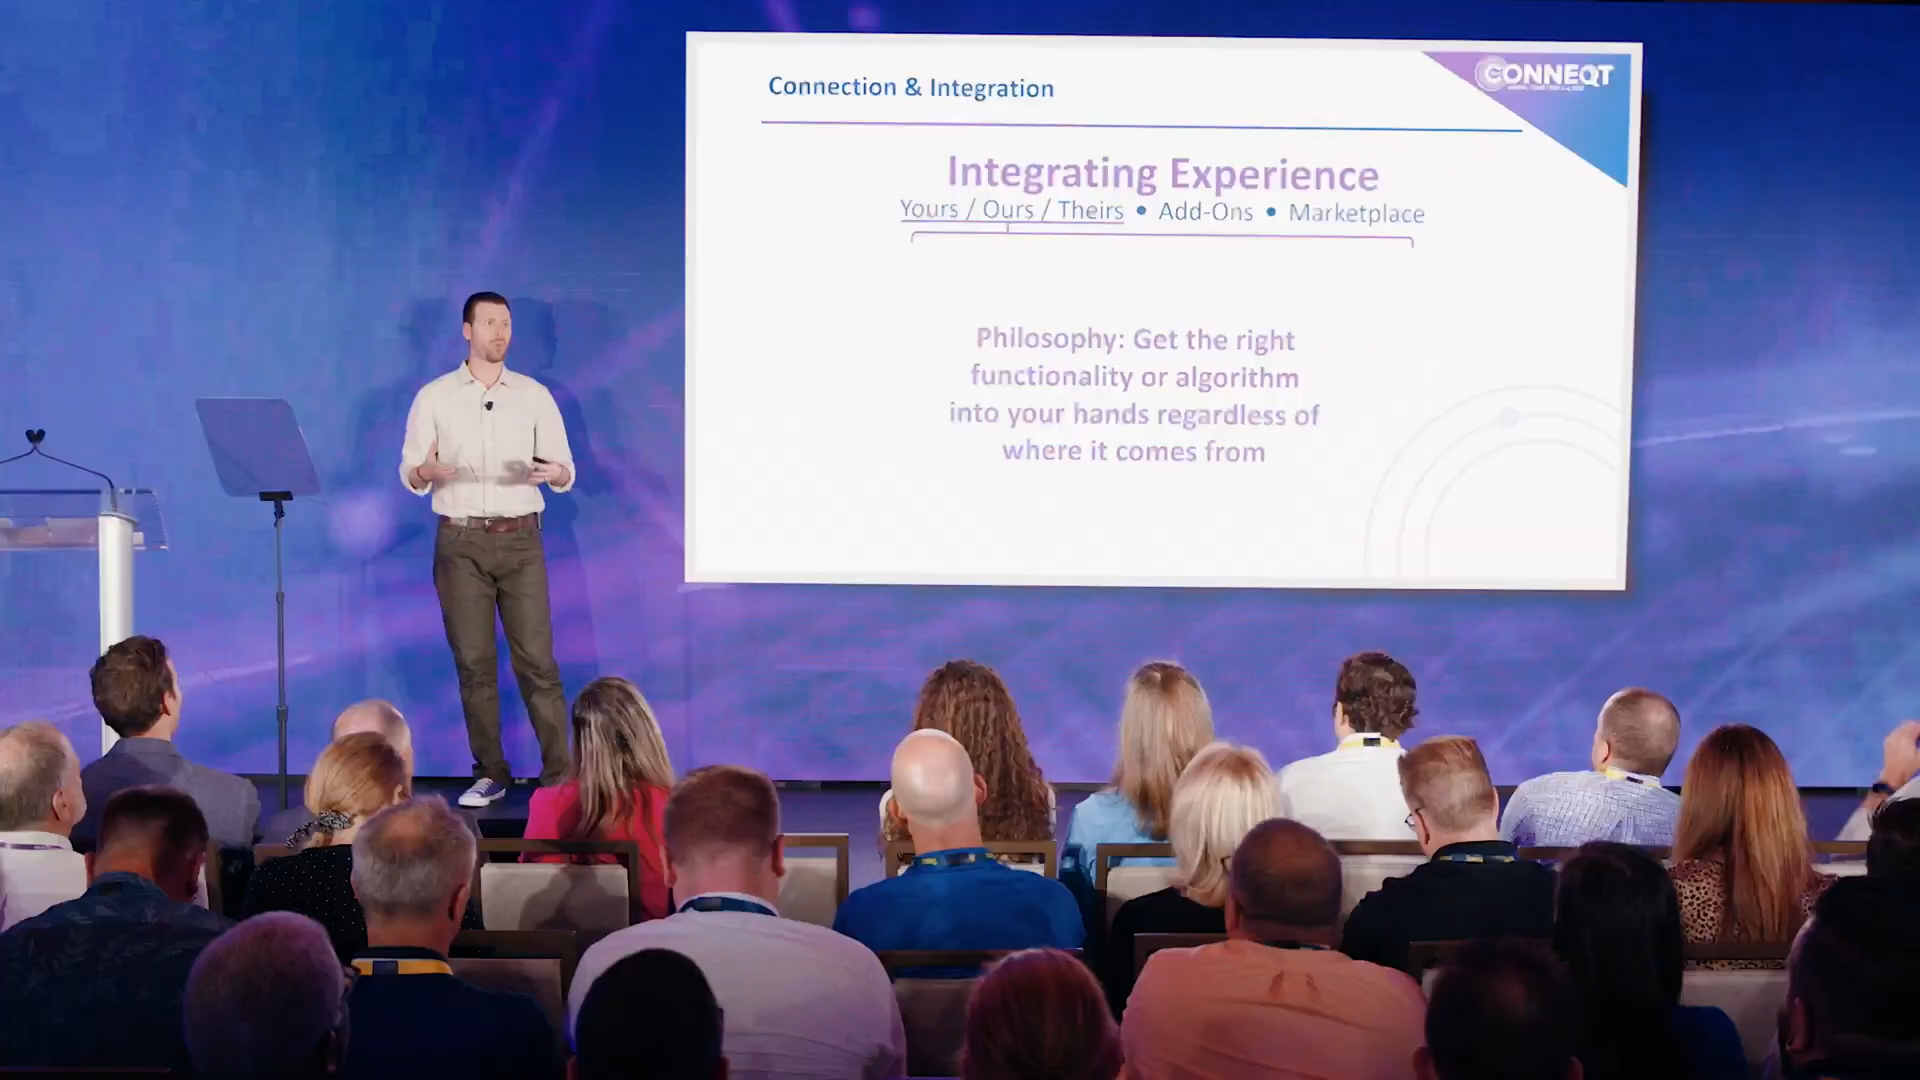 Connection & Integration
CONNEQT
Integrating Experience
Yours / Ours / Theirs • Add-Ons • Marketplace
Philosophy: Get the right
functionality or algorithm
into your hands regardless of
where it comes from